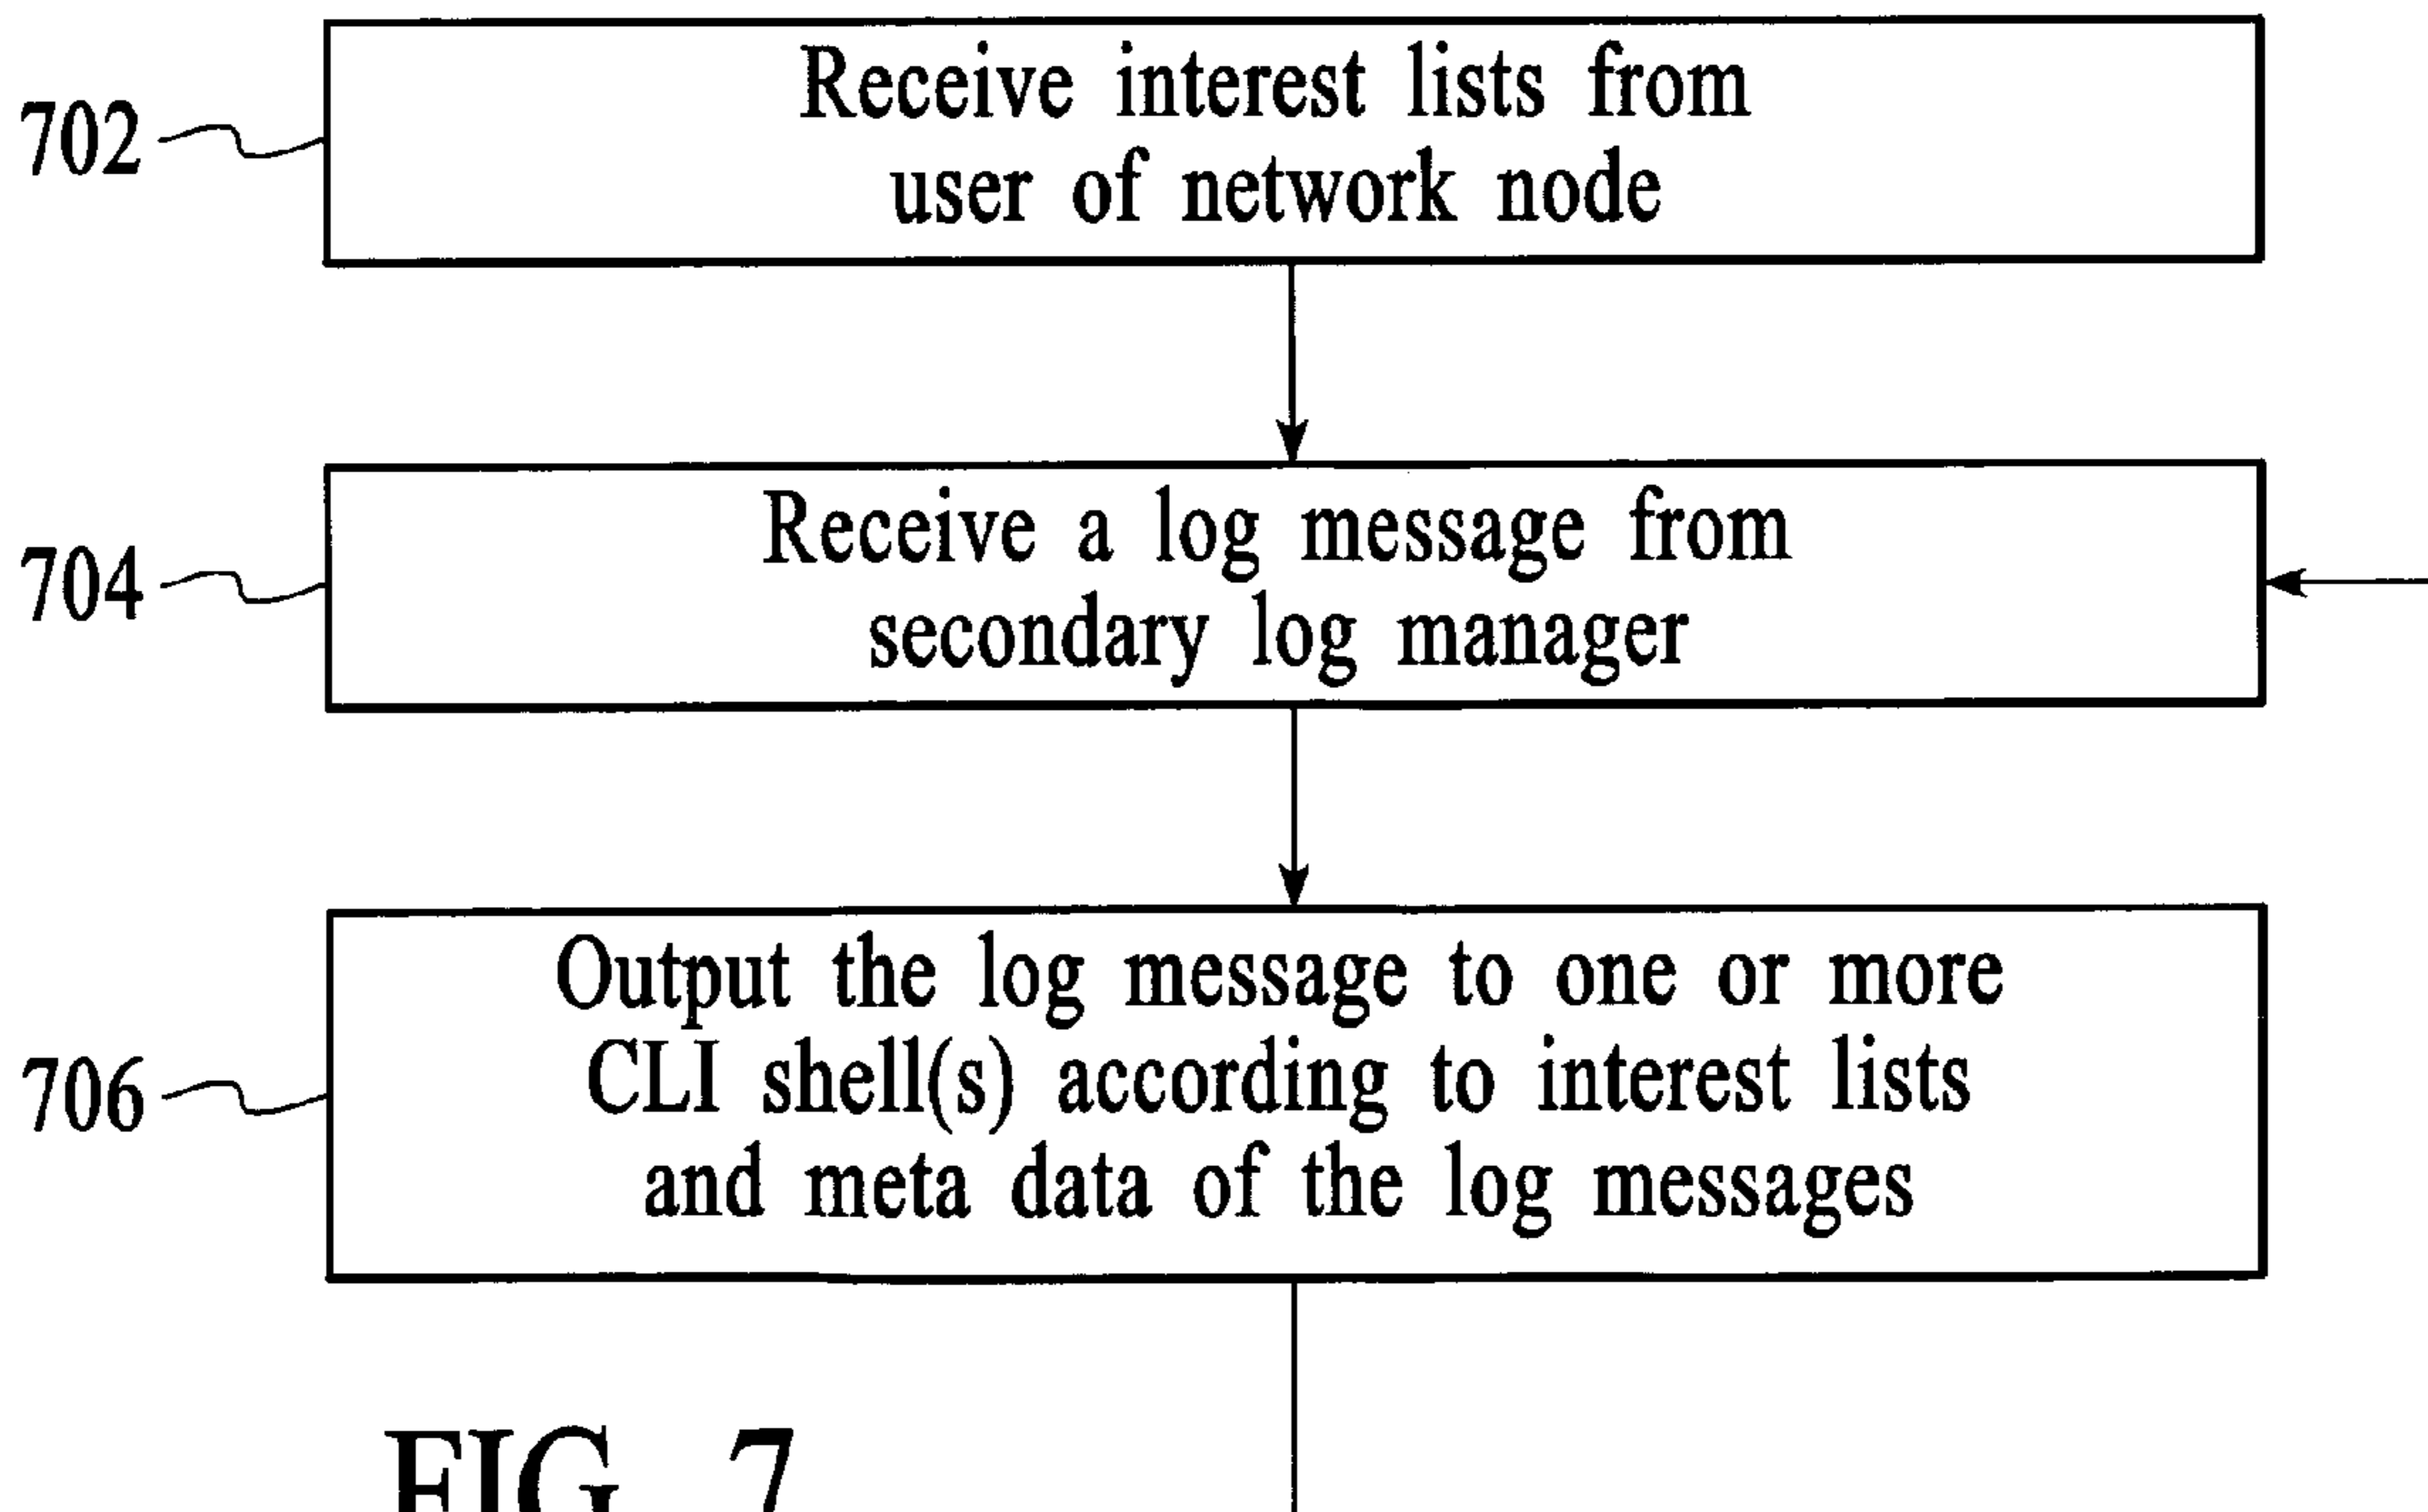 702
Receive interest lists from
user of network node
704
Receive a log message from
secondary log manager
706
Output the log message to one or more
CLI shell(s) according to interest lists
and meta data of the log messages
FIG 7